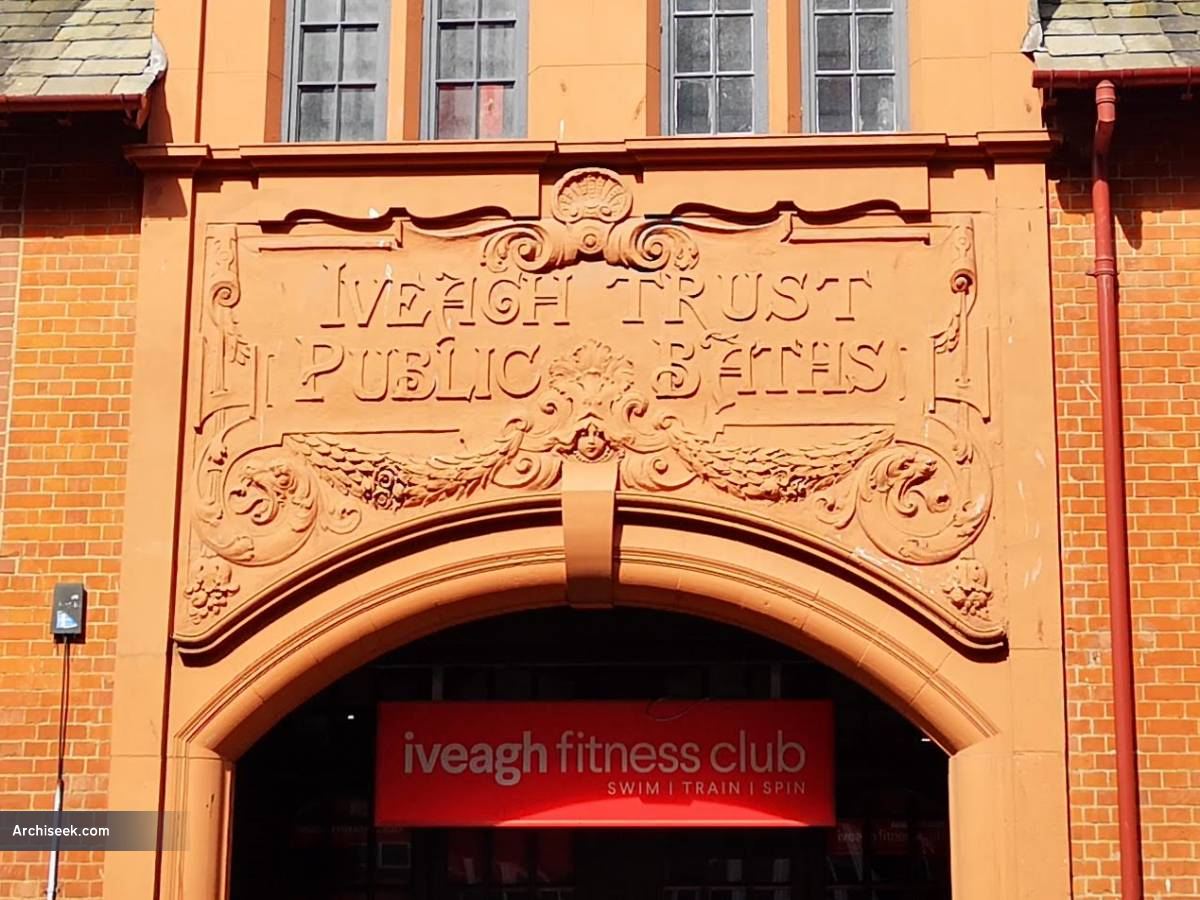 IVEAGH TRUST
PUBLIC BATHS
iveagh fitness club
SWIM | TRAIN | SPIN
Archiseek.com